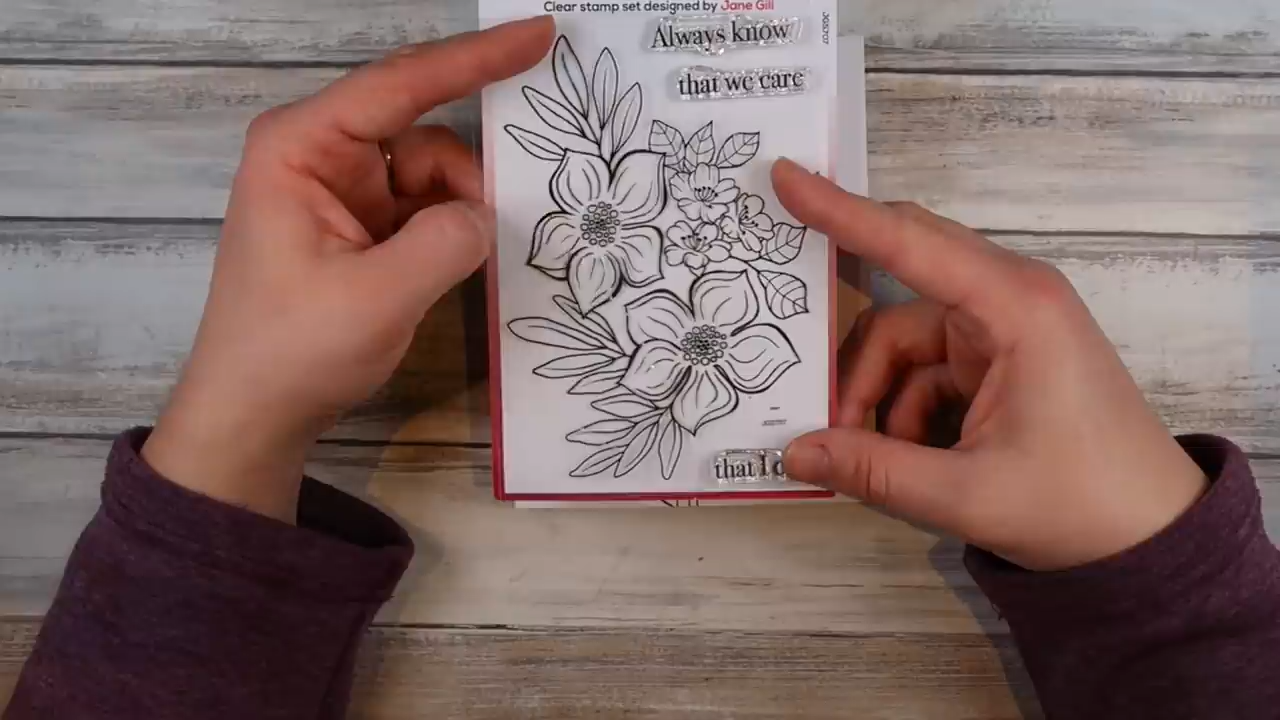 Clear stamp set designed by Jane Gill
Always know
that we care
that I